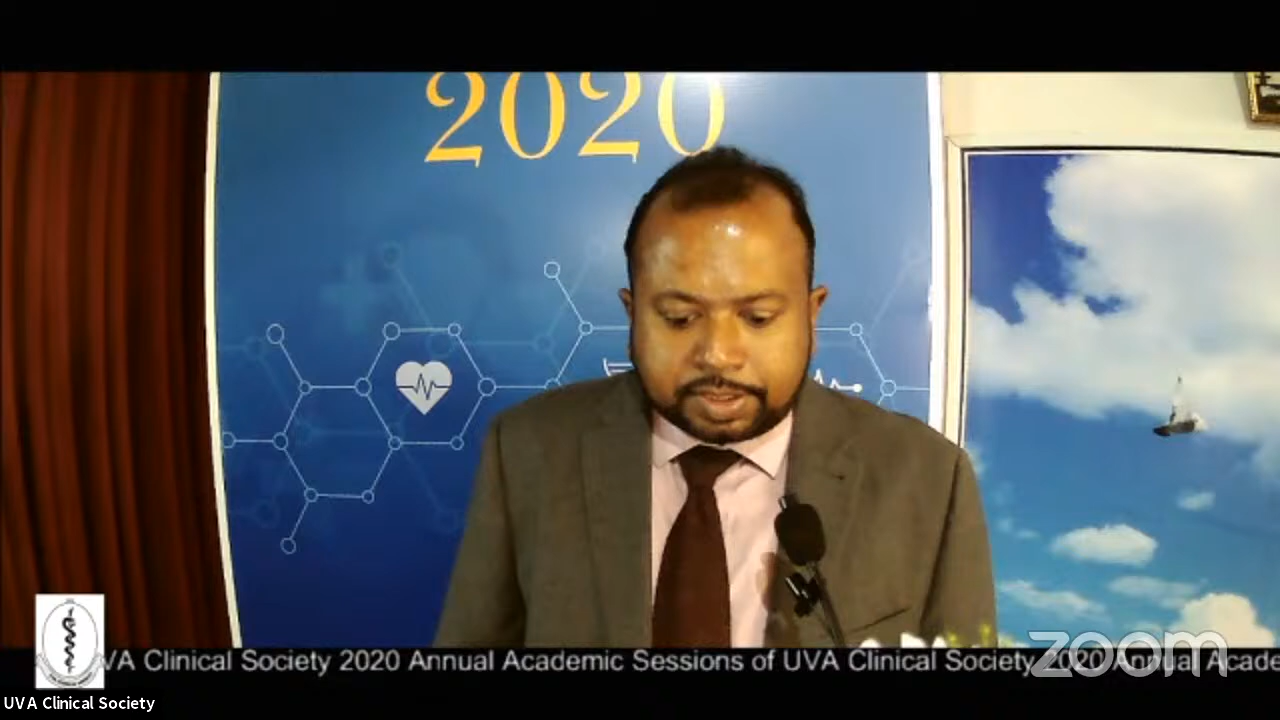 2020
VA Clinical Society 2020 Annual Academic Sessions of UVA Clinical Society 2020 Annual Acade
zoom
UVA Clinical Society